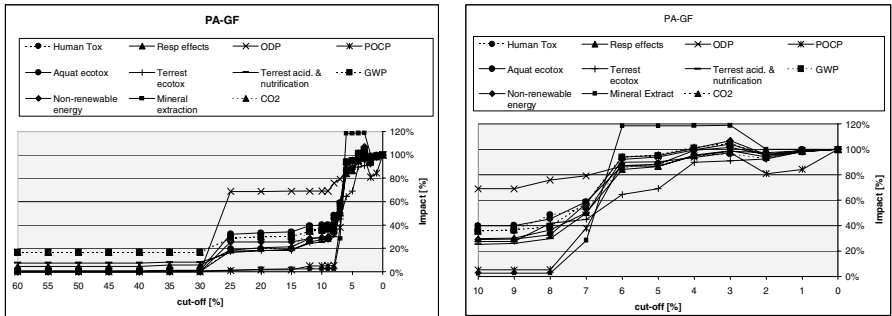 PA-GF
Human Tox
Resp effects
ODP
POCP
Aquat ecotox
Terrest ecotox
Terrest acid. & nutrification
GWP
Non-renewable energy
Mineral extraction
CO2
120%
100%
80%
60%
40%
20%
0%
Impact [%]
60 55 50 45 40 35 30 25 20 15 10 5 0
cut-off [%]
PA-GF
Human Tox
Resp effects
ODP
POCP
Aquat ecotox
Terrest ecotox
Terrest acid. & nutrification
GWP
Non-renewable energy
Mineral Extract
CO2
120%
100%
80%
60%
40%
20%
0%
Impact [%]
10 9 8 7 6 5 4 3 2 1 0
cut-off [%]